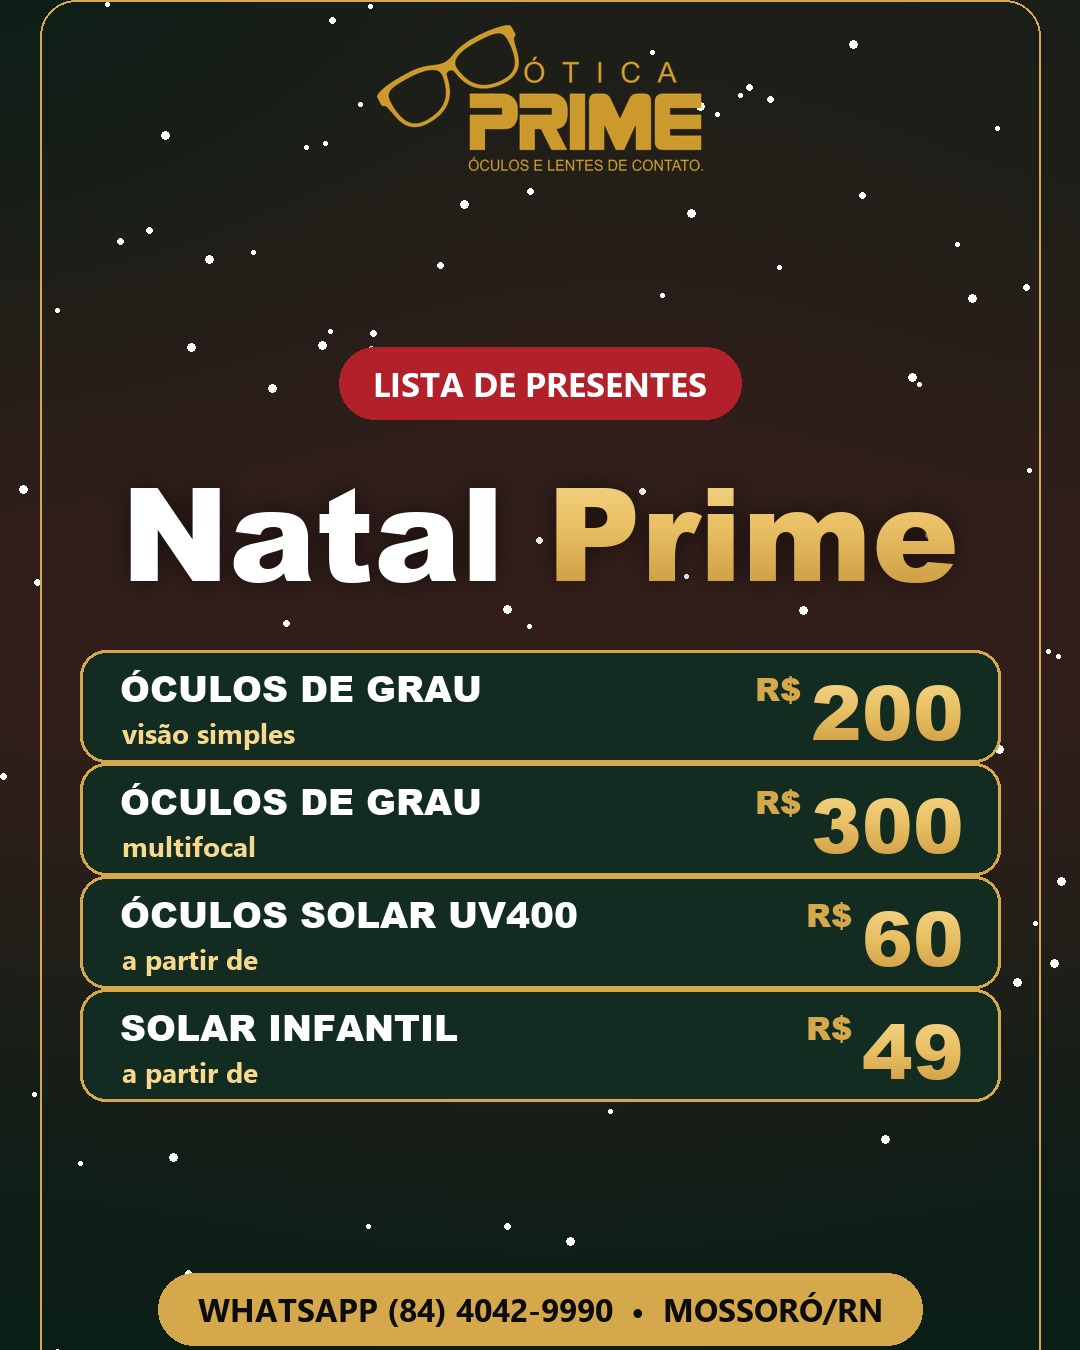 ÓTICA
PRIME
ÓCULOS E LENTES DE CONTATO.
LISTA DE PRESENTES
Natal Prime
ÓCULOS DE GRAU
visão simples
R$ 200
ÓCULOS DE GRAU
multifocal
R$ 300
ÓCULOS SOLAR UV400
a partir de
R$ 60
SOLAR INFANTIL
a partir de
R$ 49
WHATSAPP (84) 4042-9990 • MOSSORÓ/RN